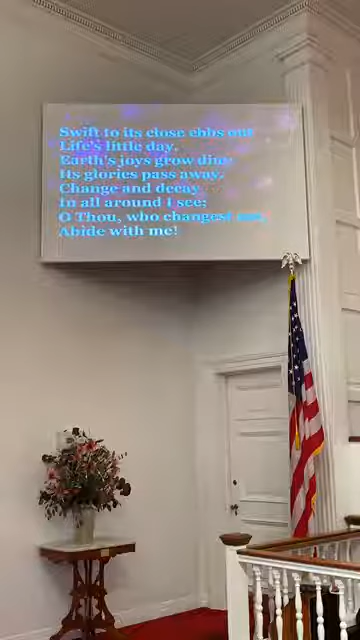 Swift to its close ebbs out
Life's little day.
Earth's joys grow dim;
Its glories pass away.
Change and decay
In all around I see;
O Thou, who changest not,
Abide with me!